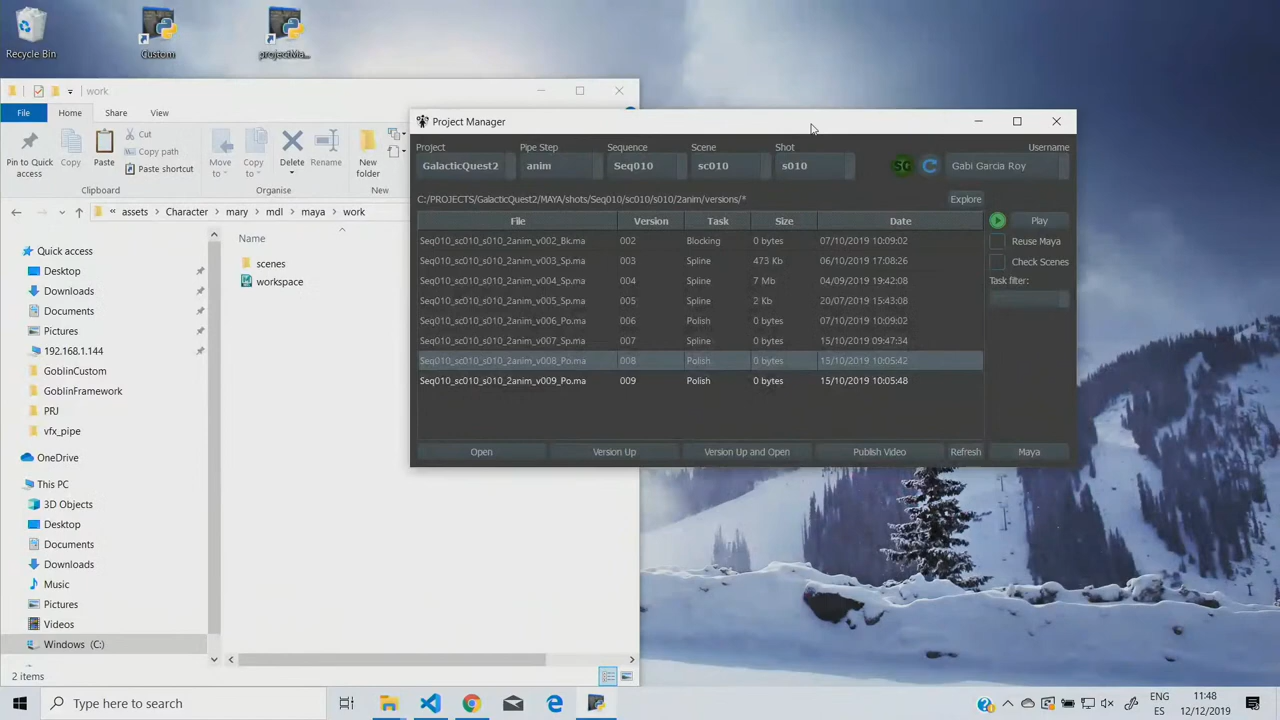 Recycle Bin
Custom
projectMa...
work
File Home Share View
Pin to Quick Access
Copy
Paste
Cut
Copy path
Paste shortcut
Move to
Copy to
Delete
Rename
New folder
Clipboard Organise New
assets › Character › mary › mdl › maya › work
Quick access
Desktop
Downloads
Documents
Pictures
192.168.1.144
GoblinCustom
GoblinFramework
PRJ
vfx_pipe
OneDrive
This PC
3D Objects
Desktop
Documents
Downloads
Music
Pictures
Videos
Windows (C:)
2 items
Name
scenes
workspace
Project Manager
Project Pipe Step Sequence Scene Shot Username
GalacticQuest2 anim Seq010 sc010 s010 SG Gabi Garcia Roy
C:/PROJECTS/GalacticQuest2/MAYA/shots/Seq010/sc010/s010/2anim/versions/* Explore
File Version Task Size Date
Seq010_sc010_s010_2anim_v002_Bk.ma 002 Blocking 0 bytes 07/10/2019 10:09:02
Seq010_sc010_s010_2anim_v003_Sp.ma 003 Spline 473 Kb 06/10/2019 17:08:26
Seq010_sc010_s010_2anim_v004_Sp.ma 004 Spline 7 Mb 04/09/2019 19:42:08
Seq010_sc010_s010_2anim_v005_Sp.ma 005 Spline 2 Kb 20/07/2019 15:43:08
Seq010_sc010_s010_2anim_v006_Po.ma 006 Polish 0 bytes 07/10/2019 10:09:02
Seq010_sc010_s010_2anim_v007_Sp.ma 007 Spline 0 bytes 15/10/2019 09:47:34
Seq010_sc010_s010_2anim_v008_Po.ma 008 Polish 0 bytes 15/10/2019 10:05:42
Seq010_sc010_s010_2anim_v009_Po.ma 009 Polish 0 bytes 15/10/2019 10:05:48
Play
Reuse Maya
Check Scenes
Task filter:
Open Version Up Version Up and Open Publish Video Refresh Maya
Type here to search
ENG
ES
11:48
12/12/2019